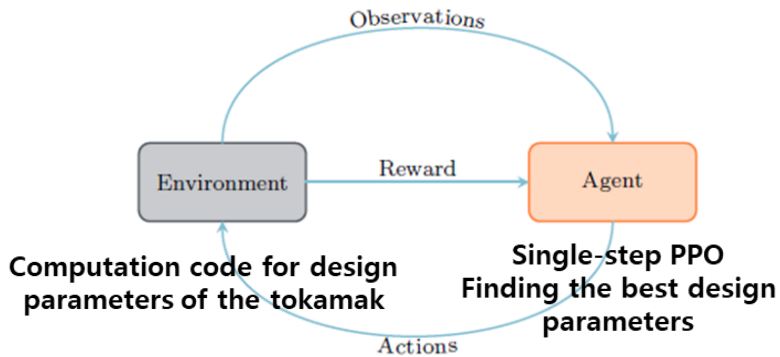 Observations
Environment
Reward
Agent
Computation code for design
parameters of the tokamak
Single-step PPO
Finding the best design
parameters
Actions